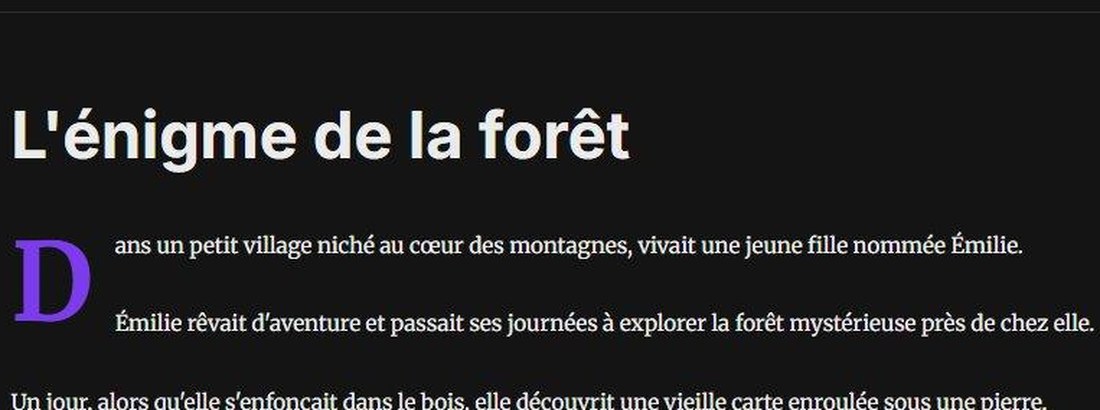 L'énigme de la forêt
Dans un petit village niché au cœur des montagnes, vivait une jeune fille nommée Émilie.
Émilie rêvait d'aventure et passait ses journées à explorer la forêt mystérieuse près de chez elle.
Un jour, alors qu'elle s'enfonçait dans le bois, elle découvrit une vieille carte enroulée sous une pierre.